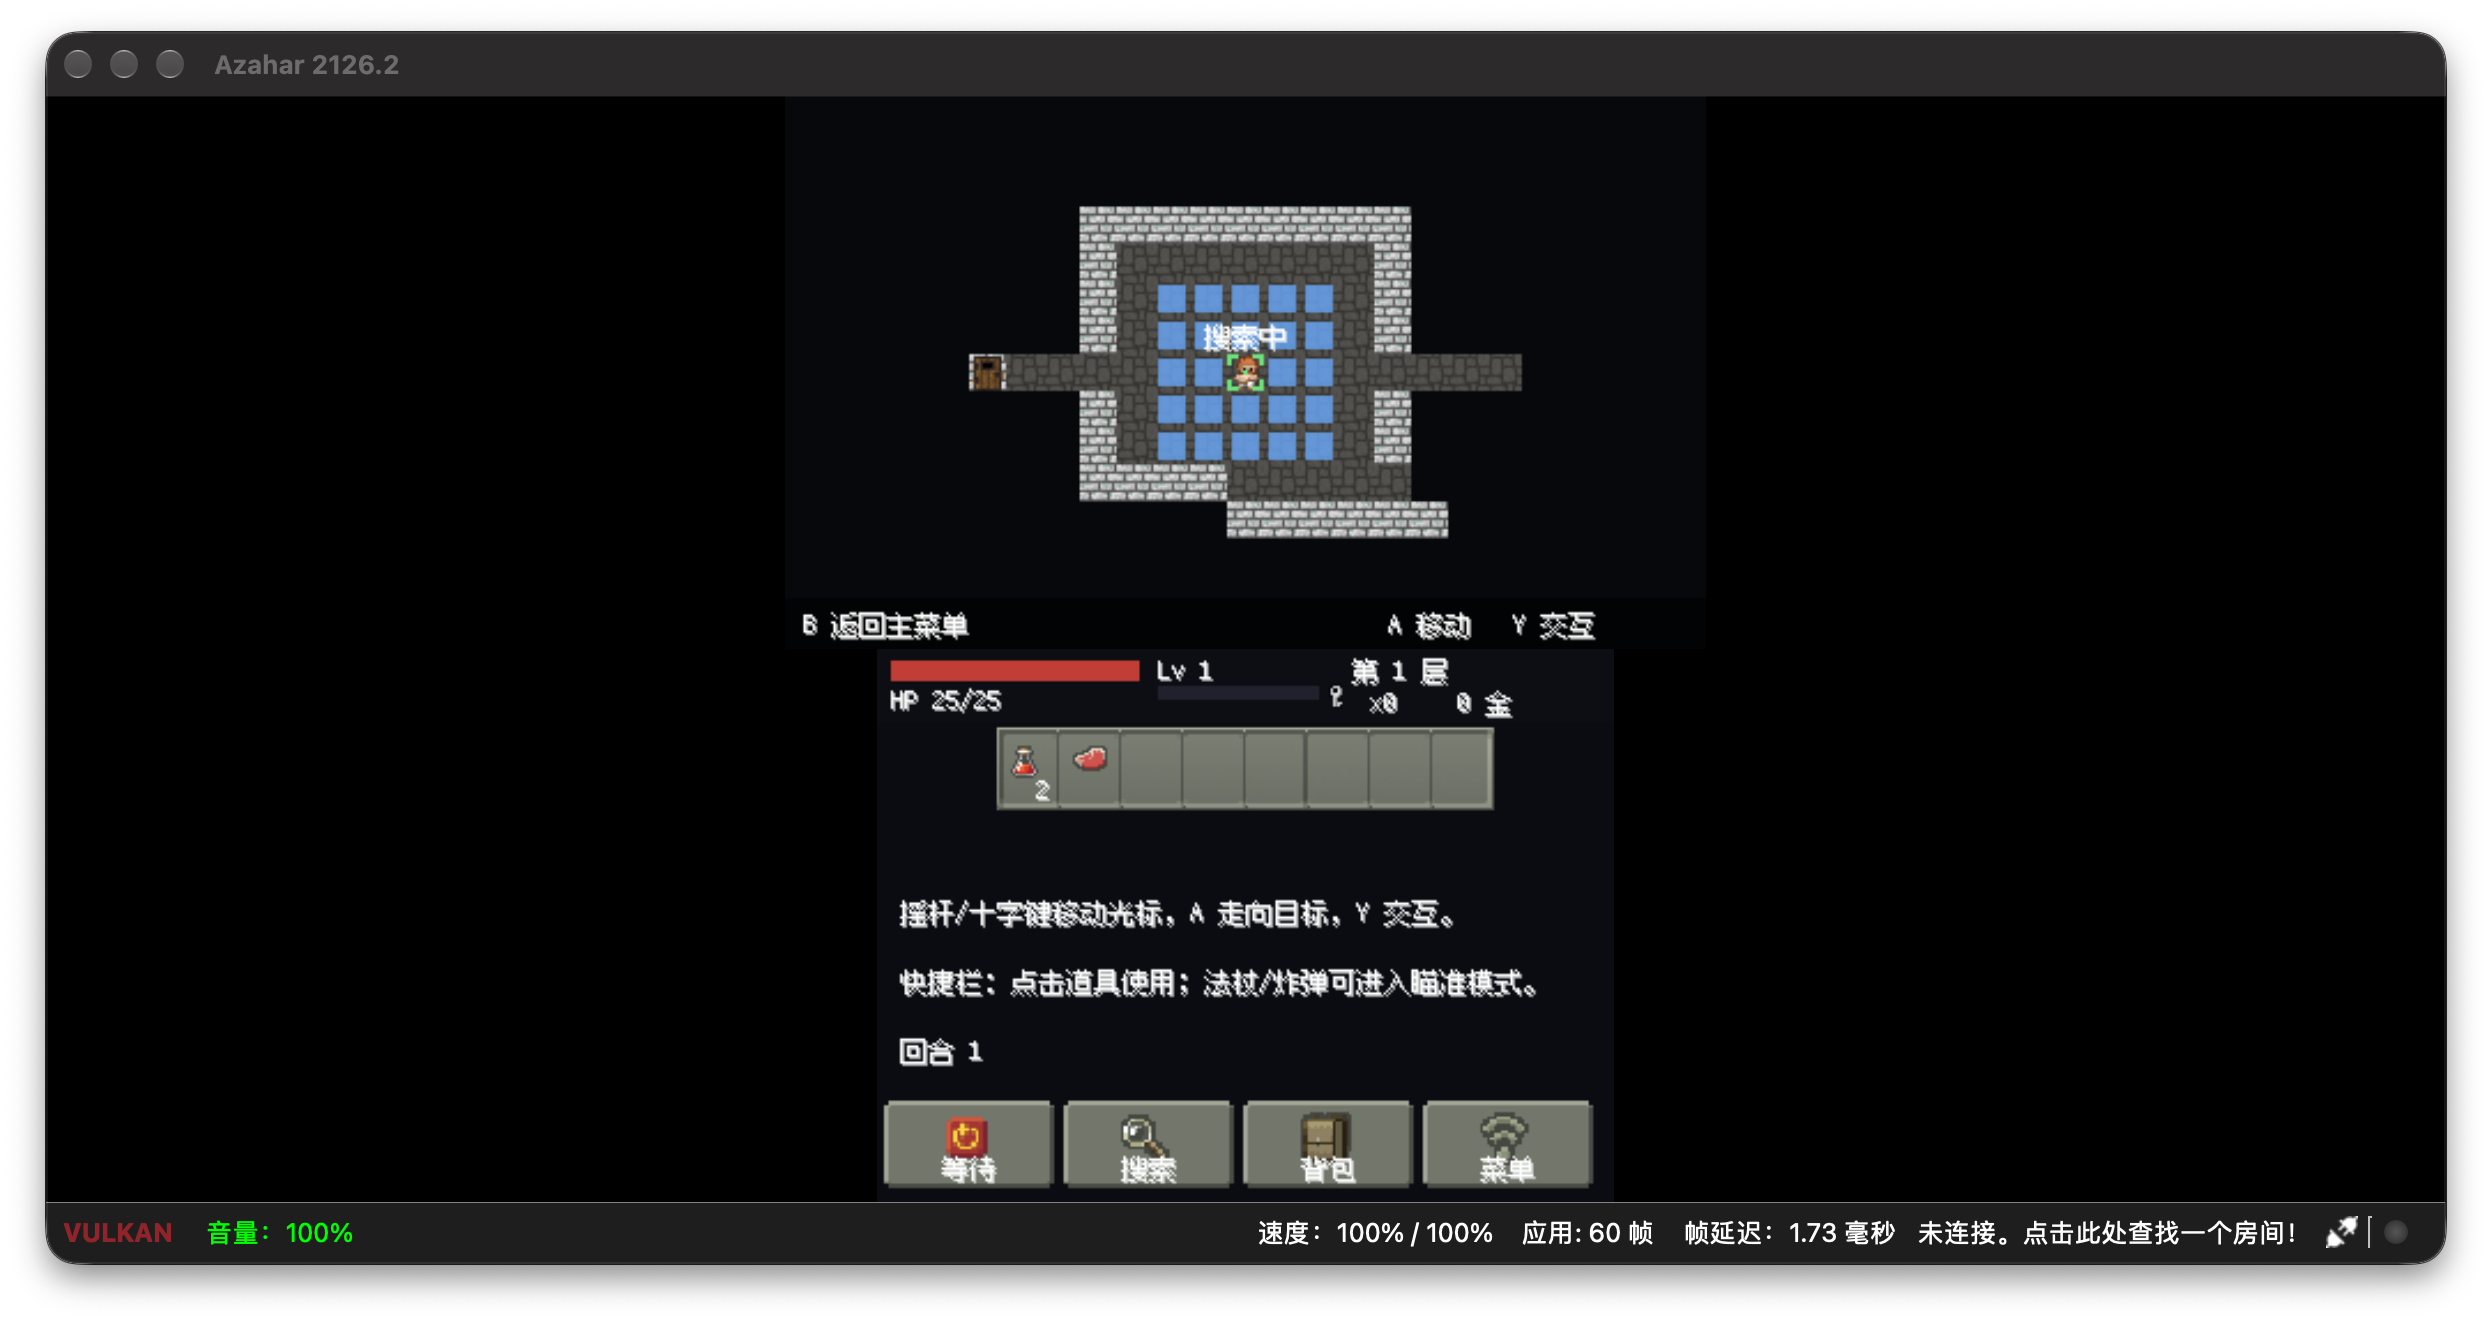 Azahar 2126.2
搜索中
B 返回主菜单
A 移动 Y 交互
Lv 1
第 1 层
HP 25/25
x0
0 金
2
摇杆/十字键移动光标，A 走向目标，Y 交互。
快捷栏：点击道具使用；法杖/炸弹可进入瞄准模式。
回合 1
等待
搜索
背包
菜单
VULKAN 音量：100%
速度：100% / 100% 应用: 60 帧 帧延迟：1.73 毫秒 未连接。点击此处查找一个房间！